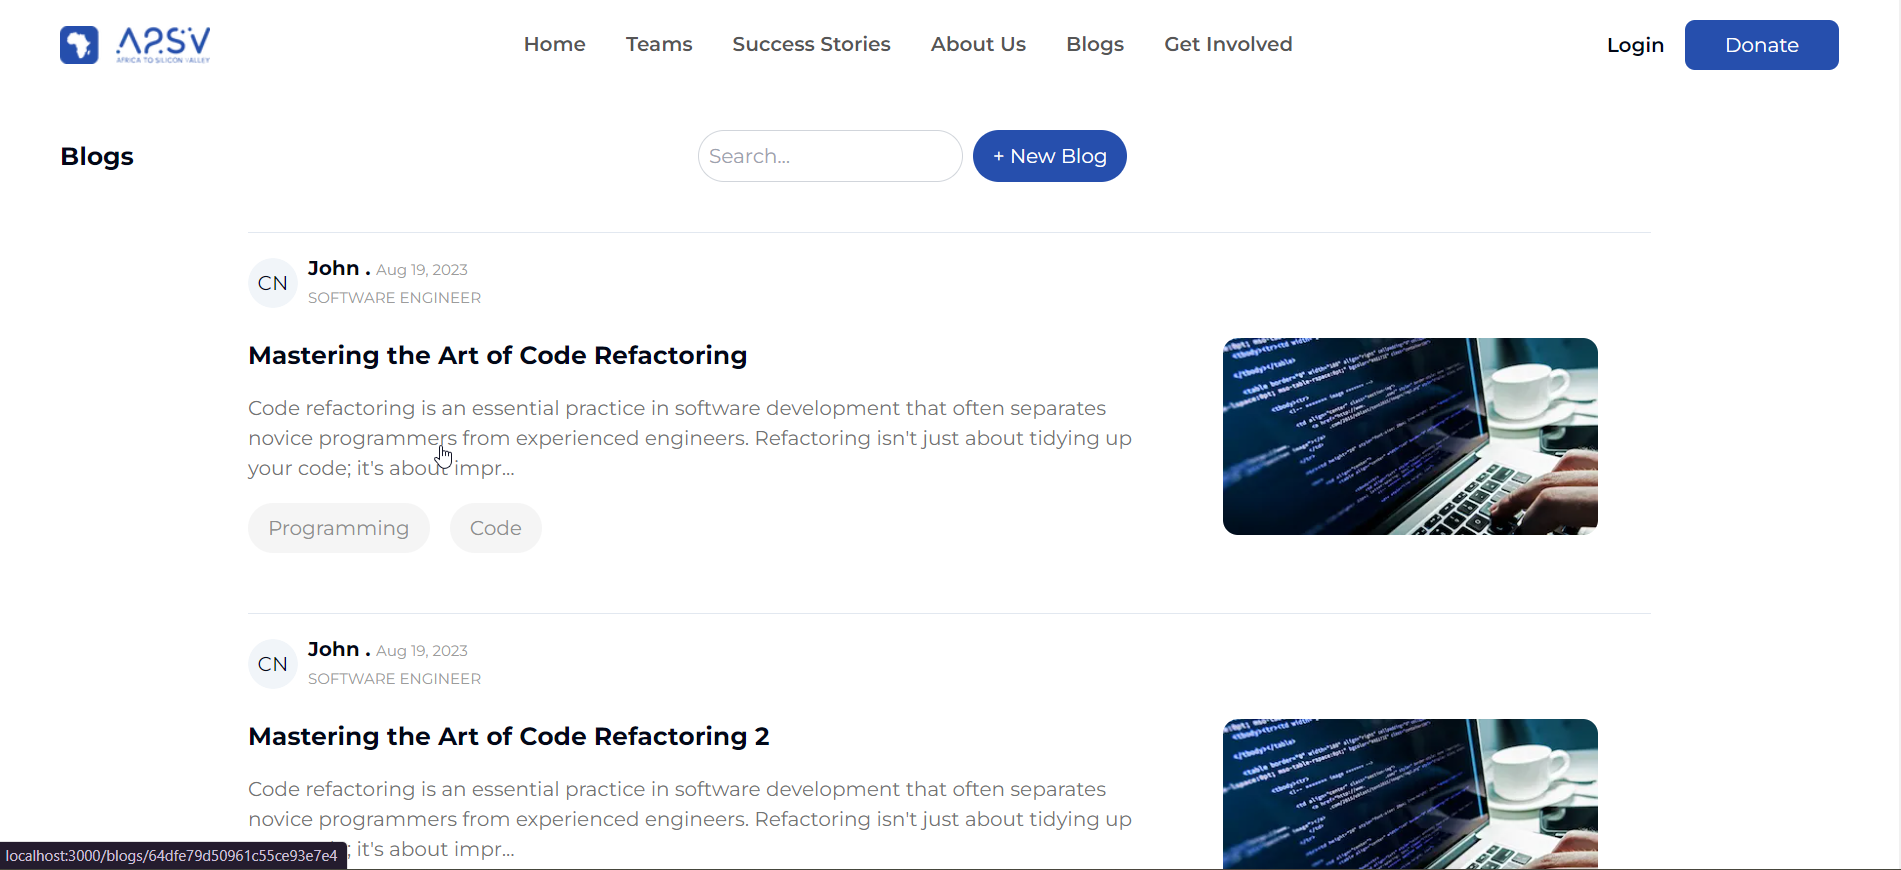 APSV
AFRICA TO SILICON VALLEY
Home Teams Success Stories About Us Blogs Get Involved
Login Donate
Blogs
Search...
+ New Blog
CN
John . Aug 19, 2023
SOFTWARE ENGINEER
Mastering the Art of Code Refactoring
Code refactoring is an essential practice in software development that often separates
novice programmers from experienced engineers. Refactoring isn't just about tidying up
your code; it's about impr...
Programming Code
CN
John . Aug 19, 2023
SOFTWARE ENGINEER
Mastering the Art of Code Refactoring 2
Code refactoring is an essential practice in software development that often separates
novice programmers from experienced engineers. Refactoring isn't just about tidying up
; it's about impr...
localhost:3000/blogs/64dfe79d50961c55ce93e7e4